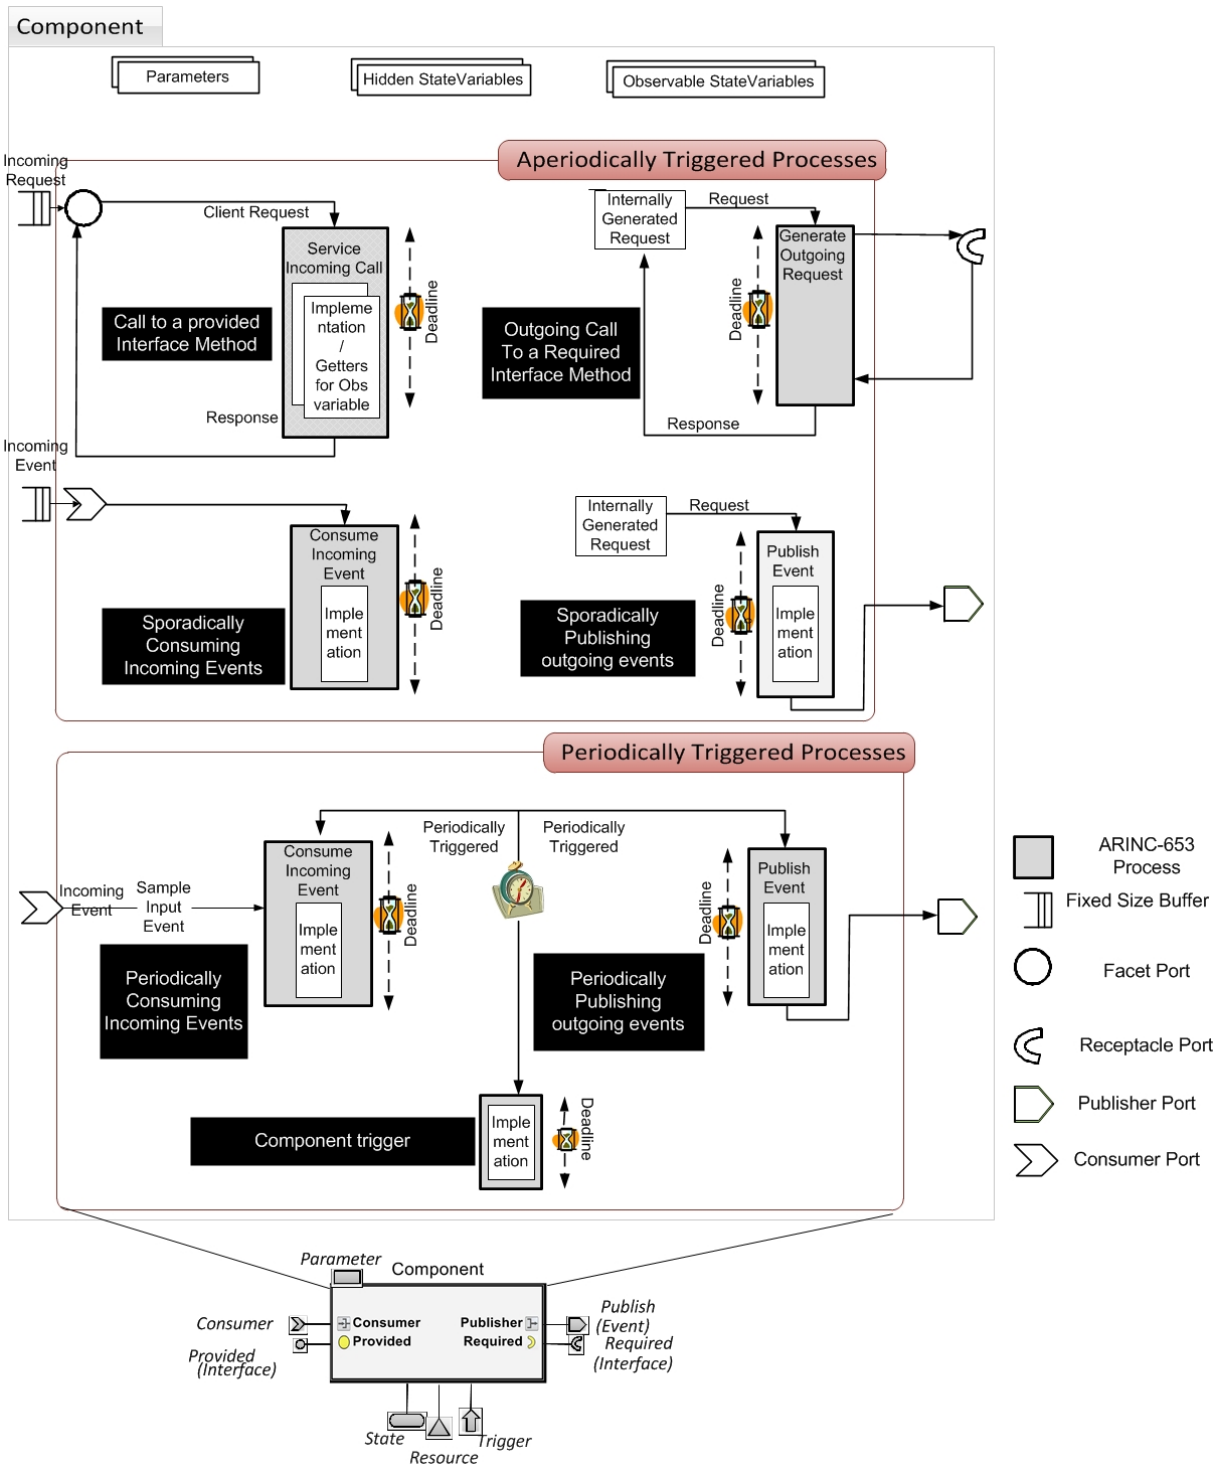 Component
Parameters
Hidden StateVariables
Observable StateVariables
Aperiodically Triggered Processes
Incoming
Request
Client Request
Service
Incoming Call
Impleme
ntation
/
Getters
for Obs
variable
Deadline
Call to a provided
Interface Method
Response
Internally
Generated
Request
Request
Generate
Outgoing
Request
Deadline
Outgoing Call
To a Required
Interface Method
Response
Incoming
Event
Consume
Incoming
Event
Imple
ment
ation
Deadline
Sporadically
Consuming
Incoming Events
Internally
Generated
Request
Request
Publish
Event
Imple
ment
ation
Deadline
Sporadically
Publishing
outgoing events
Periodically Triggered Processes
Periodically
Triggered
Periodically
Triggered
Incoming
Event
Sample
Input
Event
Consume
Incoming
Event
Imple
ment
ation
Deadline
Periodically
Consuming
Incoming Events
Publish
Event
Imple
ment
ation
Deadline
Periodically
Publishing
outgoing events
Component trigger
Imple
ment
ation
Deadline
ARINC-653
Process
Fixed Size Buffer
Facet Port
Receptacle Port
Publisher Port
Consumer Port
Parameter
Component
Consumer
Provided
(Interface)
Consumer
Provided
Publisher
Required
Publish
(Event)
Required
(Interface)
State
Resource
Trigger